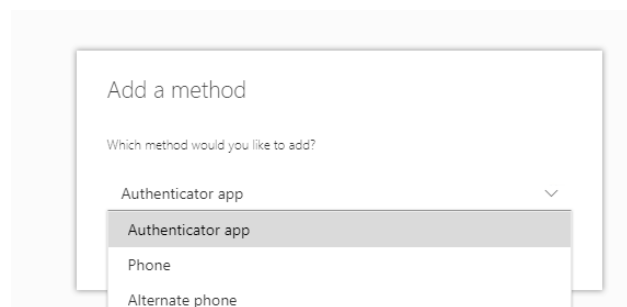 Add a method
Which method would you like to add?
Authenticator app
Authenticator app
Phone
Alternate phone